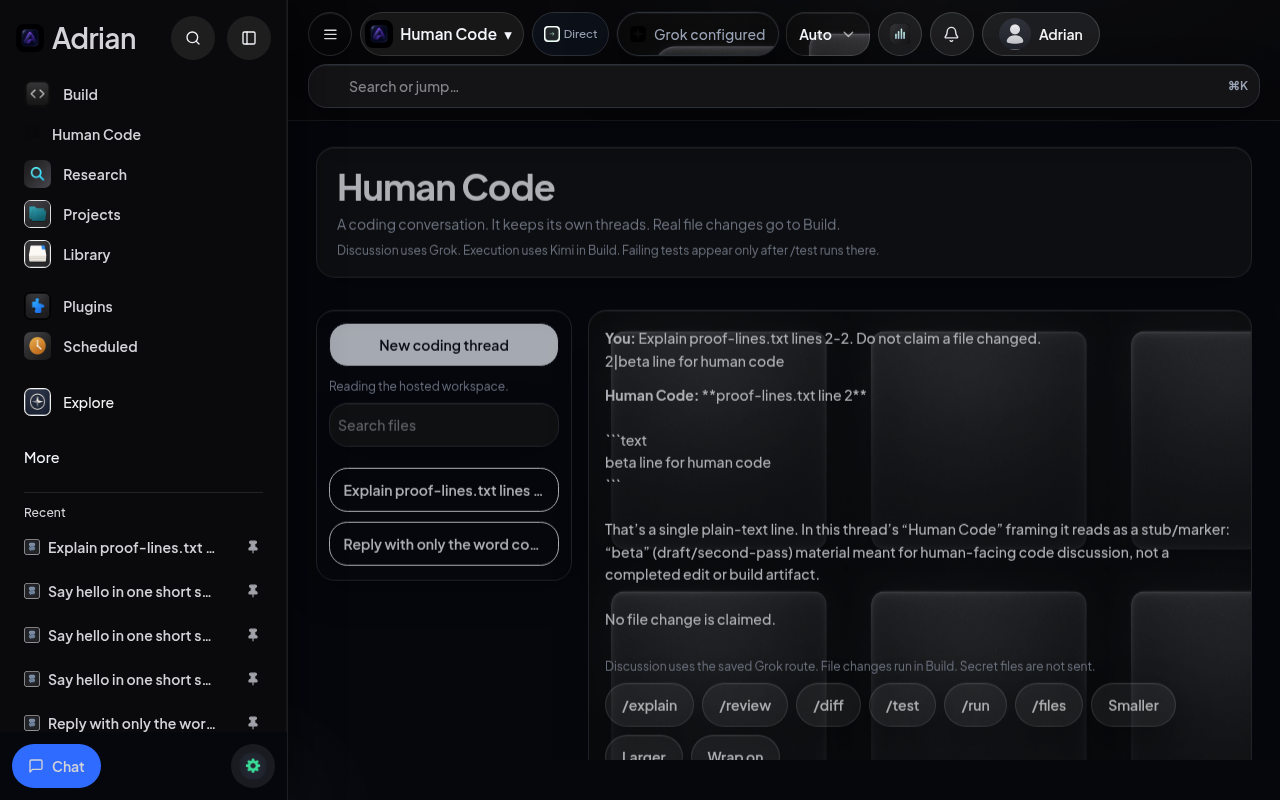 Adrian
Build
Human Code
Research
Projects
Library
Plugins
Scheduled
Explore
More
Recent
Explain proof-lines.txt ...
Say hello in one short s...
Say hello in one short s...
Say hello in one short s...
Reply with only the wor...
Chat
Human Code ▾
Direct
Grok configured
Auto
Adrian
Search or jump...
⌘K
Human Code
A coding conversation. It keeps its own threads. Real file changes go to Build.
Discussion uses Grok. Execution uses Kimi in Build. Failing tests appear only after /test runs there.
New coding thread
Reading the hosted workspace.
Search files
Explain proof-lines.txt lines ...
Reply with only the word co...
You: Explain proof-lines.txt lines 2-2. Do not claim a file changed.
2|beta line for human code
Human Code: **proof-lines.txt line 2**
```text
beta line for human code
```
That's a single plain-text line. In this thread's “Human Code” framing it reads as a stub/marker:
“beta” (draft/second-pass) material meant for human-facing code discussion, not a
completed edit or build artifact.
No file change is claimed.
Discussion uses the saved Grok route. File changes run in Build. Secret files are not sent.
/explain
/review
/diff
/test
/run
/files
Smaller
Larger
Wrap on